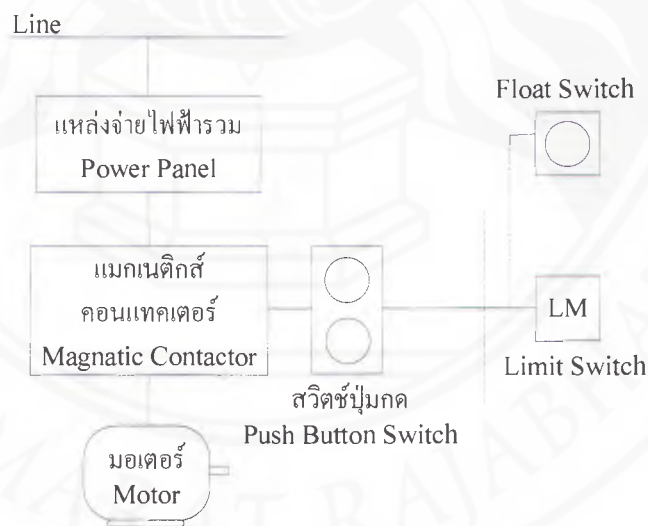 Line
แหล่งจ่ายไฟฟ้ารวม
Power Panel
แมกเนติกส์
คอนแทคเตอร์
Magnatic Contactor
มอเตอร์
Motor
สวิตช์ปุ่มกด
Push Button Switch
Float Switch
LM
Limit Switch